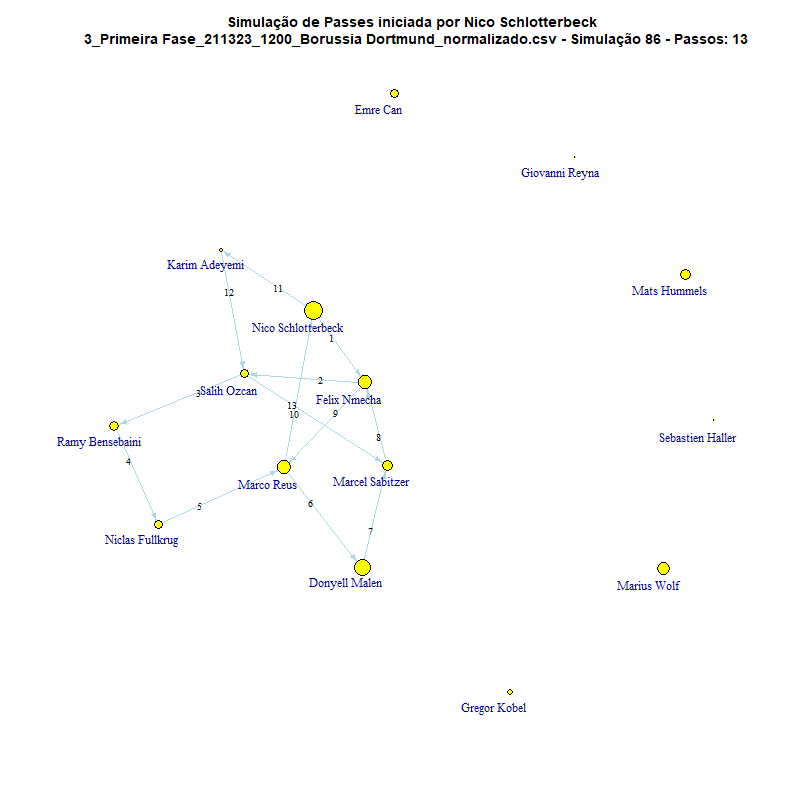 Simulação de Passes iniciada por Nico Schlotterbeck
3_Primeira Fase_211323_1200_Borussia Dortmund_normalizado.csv - Simulação 86 - Passos: 13
Emre Can
Giovanni Reyna
Karim Adeyemi
Mats Hummels
11
12
Nico Schlotterbeck
1
2
Salih Ozcan
3
Felix Nmecha
13
10
9
Sebastien Haller
Ramy Bensebaini
8
4
Marco Reus
Marcel Sabitzer
5
6
7
Niclas Fullkrug
Donyell Malen
Marius Wolf
Gregor Kobel